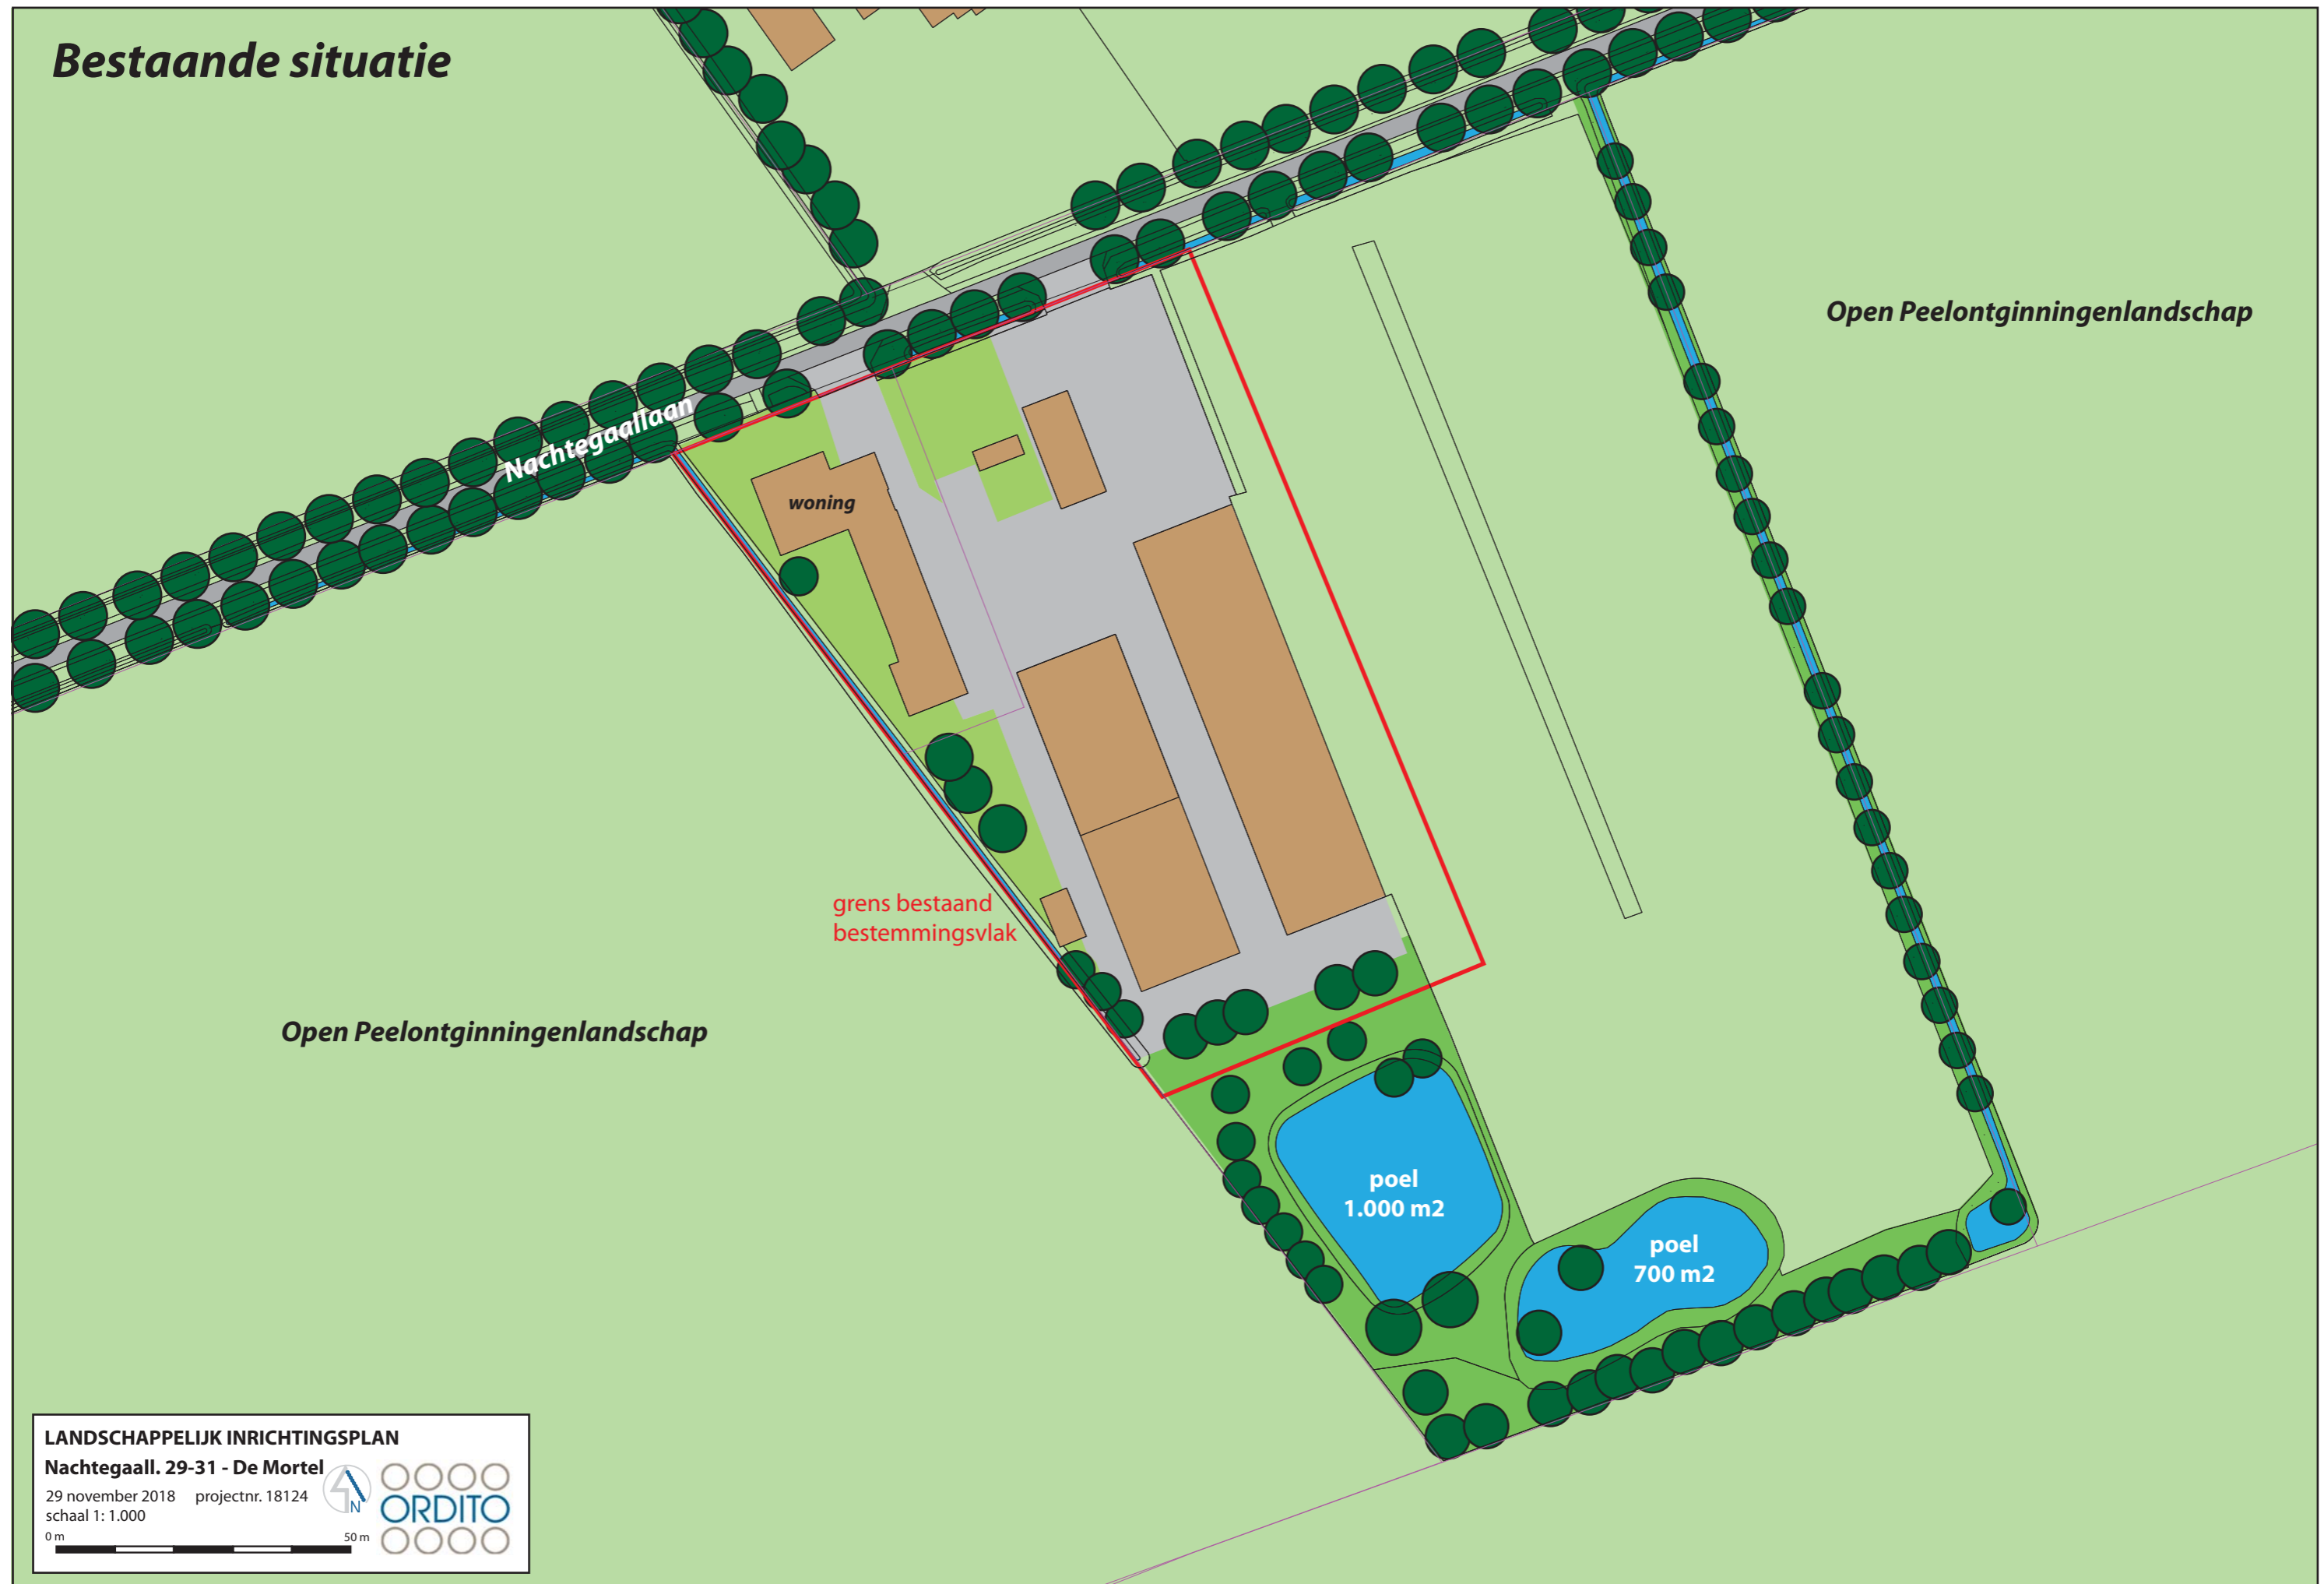 Bestaande situatie
Open Peelontginningenlandschap
Nachtegaallaan
woning
grens bestaand
bestemmingsvlak
Open Peelontginningenlandschap
poel
1.000 m2
poel
700 m2
LANDSCHAPPELIJK INRICHTINGSPLAN
Nachtegaall. 29-31 - De Mortel
29 november 2018 projectnr. 18124
schaal 1: 1.000
0 m 50 m
N
ORDITO